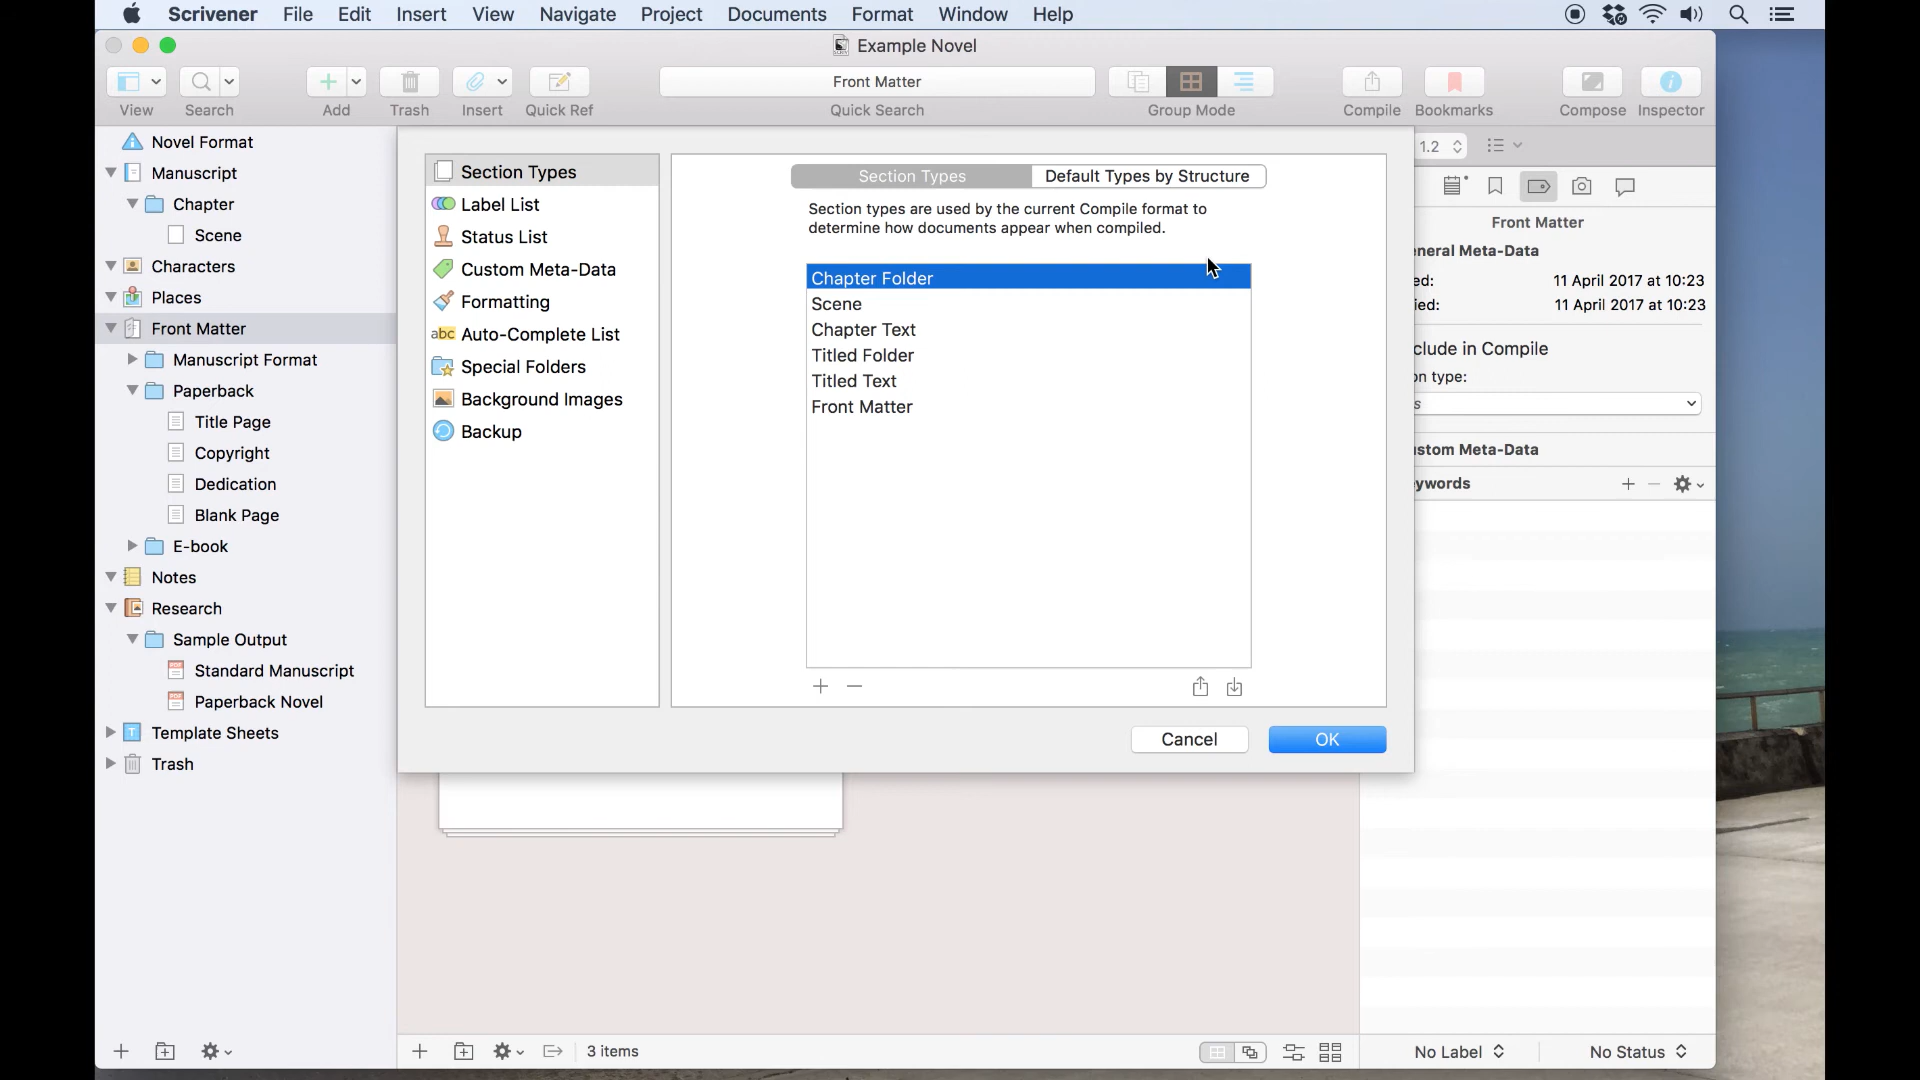 Scrivener File Edit Insert View Navigate Project Documents Format Window Help
Example Novel
Front Matter
View Search Add Trash Insert Quick Ref Quick Search Group Mode Compile Bookmarks Compose Inspector
Novel Format
Manuscript
Chapter
Scene
Characters
Places
Front Matter
Manuscript Format
Paperback
Title Page
Copyright
Dedication
Blank Page
E-book
Notes
Research
Sample Output
Standard Manuscript
Paperback Novel
Template Sheets
Trash
Section Types
Label List
Status List
Custom Meta-Data
Formatting
abc Auto-Complete List
Special Folders
Background Images
Backup
Section Types Default Types by Structure
Section types are used by the current Compile format to
determine how documents appear when compiled.
Chapter Folder
Scene
Chapter Text
Titled Folder
Titled Text
Front Matter
Cancel OK
1.2
Front Matter
eneral Meta-Data
ed: 11 April 2017 at 10:23
ied: 11 April 2017 at 10:23
clude in Compile
on type:
s
ustom Meta-Data
eywords
3 items
No Label No Status